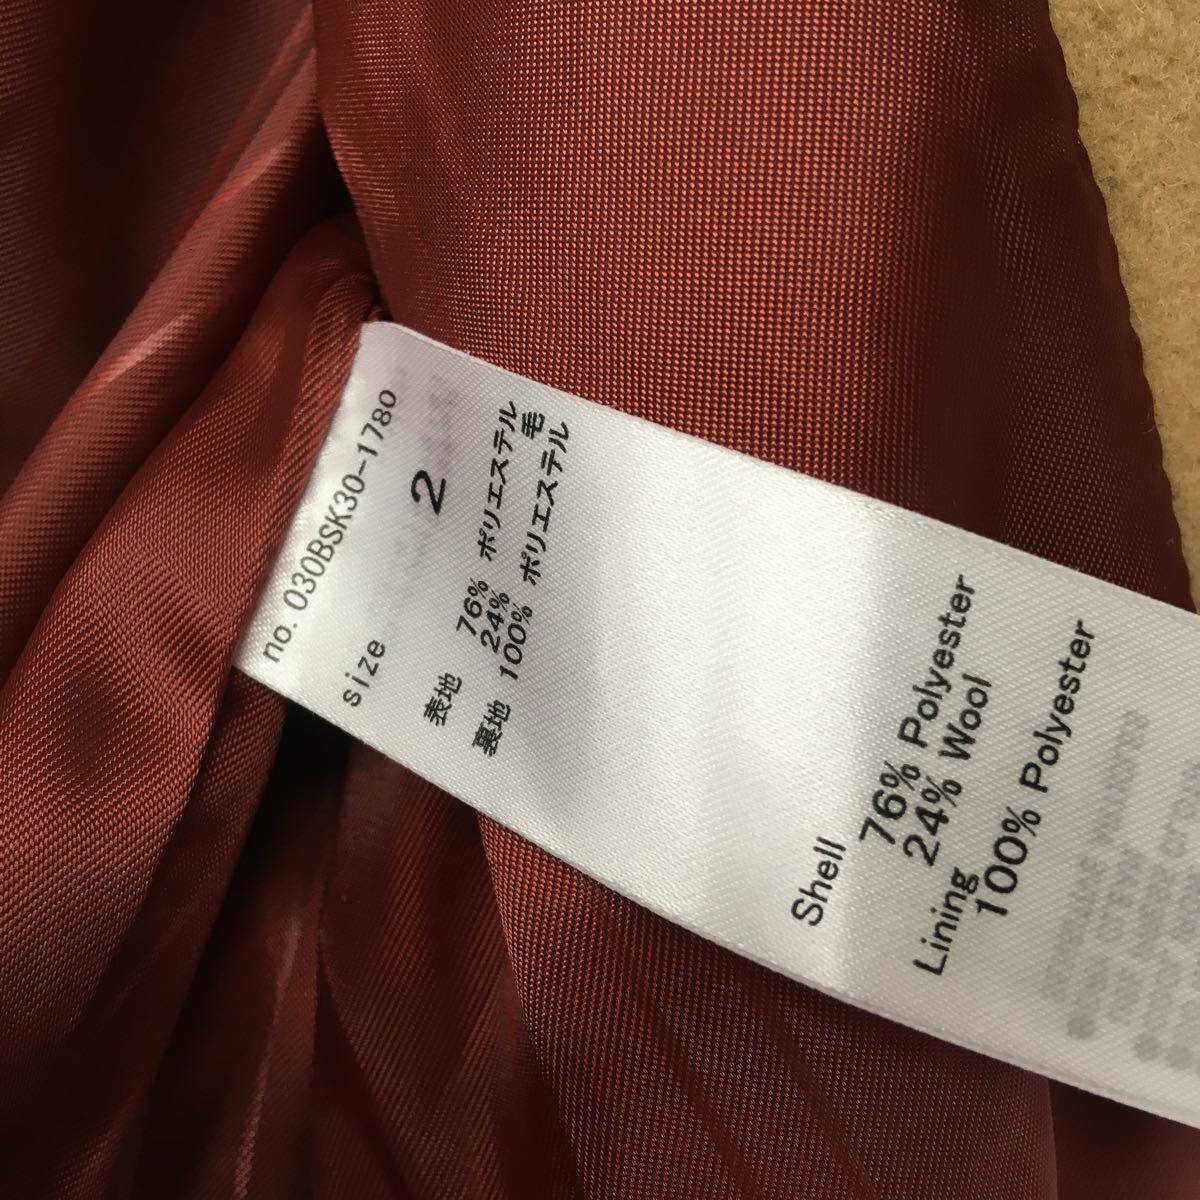 no. 030BSK30-1780
size 2
表地 76% ポリエステル
24% 毛
裏地 100% ポリエステル
Shell
76% Polyester
24% Wool
Lining
100% Polyester